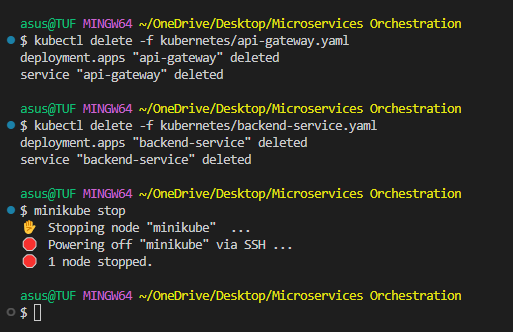 asus@TUF MINGW64 ~/OneDrive/Desktop/Microservices Orchestration
$ kubectl delete -f kubernetes/api-gateway.yaml
deployment.apps "api-gateway" deleted
service "api-gateway" deleted
asus@TUF MINGW64 ~/OneDrive/Desktop/Microservices Orchestration
$ kubectl delete -f kubernetes/backend-service.yaml
deployment.apps "backend-service" deleted
service "backend-service" deleted
asus@TUF MINGW64 ~/OneDrive/Desktop/Microservices Orchestration
$ minikube stop
✋ Stopping node "minikube" ...
🛑 Powering off "minikube" via SSH ...
🛑 1 node stopped.
asus@TUF MINGW64 ~/OneDrive/Desktop/Microservices Orchestration
$